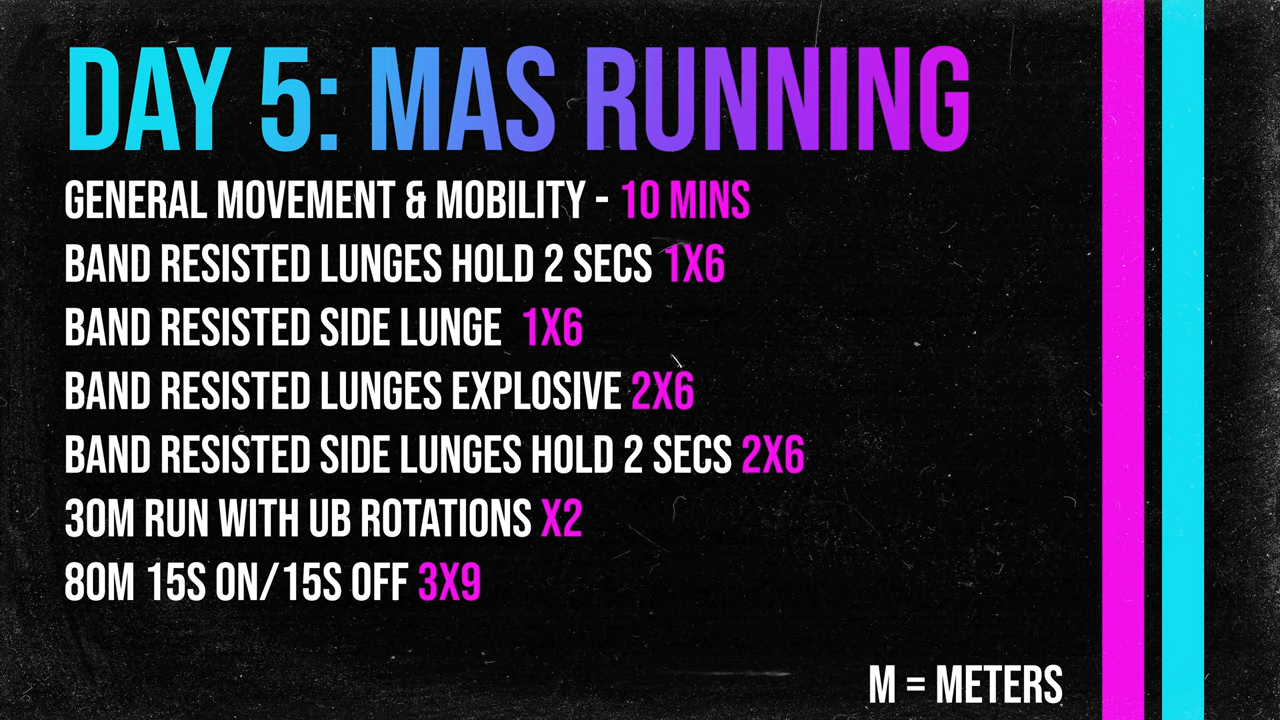 DAY 5: MAS RUNNING
GENERAL MOVEMENT & MOBILITY - 10 MINS
BAND RESISTED LUNGES HOLD 2 SECS 1X6
BAND RESISTED SIDE LUNGE 1X6
BAND RESISTED LUNGES EXPLOSIVE 2X6
BAND RESISTED SIDE LUNGES HOLD 2 SECS 2X6
30M RUN WITH UB ROTATIONS X2
80M 15S ON/15S OFF 3X9
M = METERS